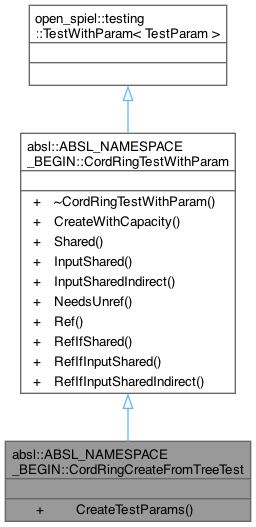 open_spiel::testing
::TestWithParam< TestParam >
absl::ABSL_NAMESPACE
_BEGIN::CordRingTestWithParam
+ ~CordRingTestWithParam()
+ CreateWithCapacity()
+ Shared()
+ InputShared()
+ InputSharedIndirect()
+ NeedsUnref()
+ Ref()
+ RefIfShared()
+ RefIfInputShared()
+ RefIfInputSharedIndirect()
absl::ABSL_NAMESPACE
_BEGIN::CordRingCreateFromTreeTest
+ CreateTestParams()